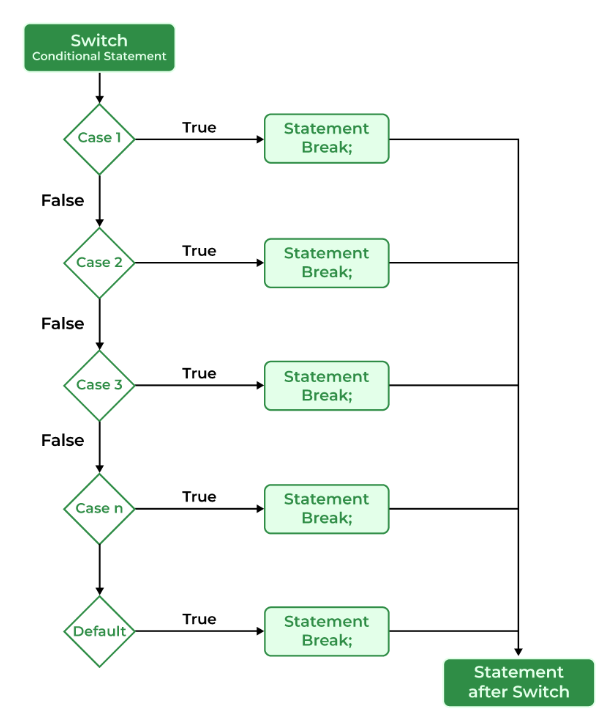 Switch
Conditional Statement
Case 1
True
Statement
Break;
False
Case 2
True
Statement
Break;
False
Case 3
True
Statement
Break;
False
Case n
True
Statement
Break;
Default
True
Statement
Break;
Statement
after Switch